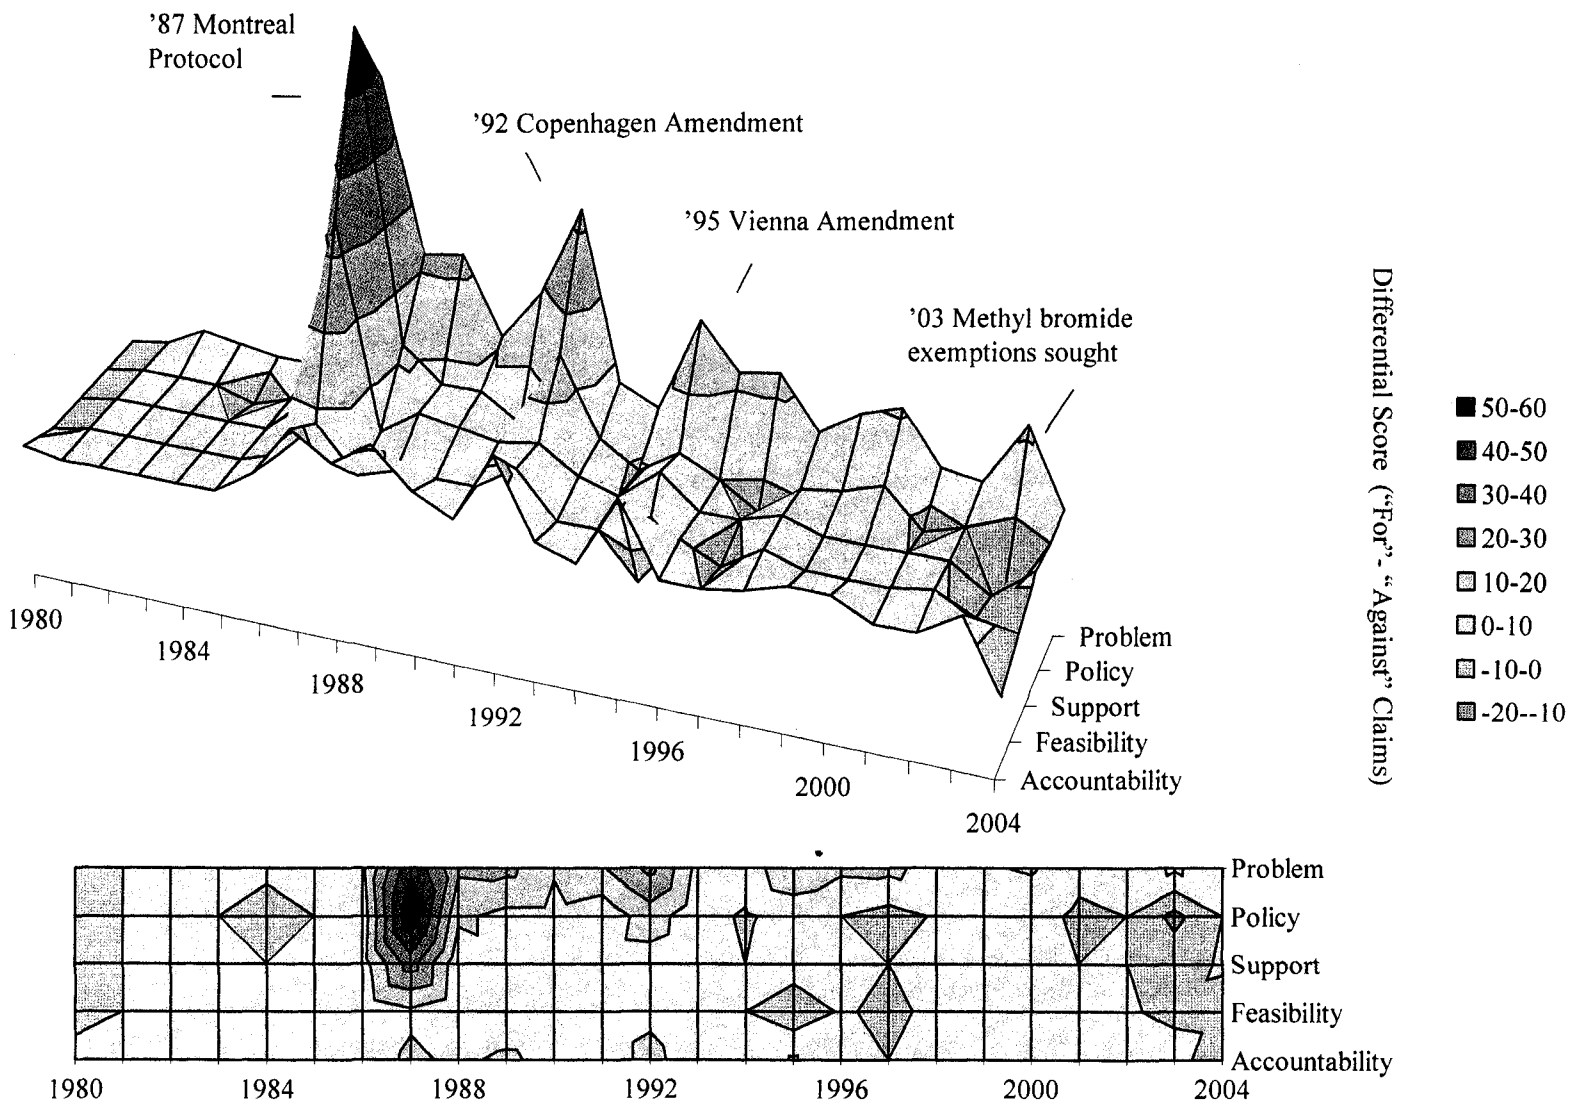 ’87 Montreal
Protocol
’92 Copenhagen Amendment
’95 Vienna Amendment
’03 Methyl bromide
exemptions sought
1980
1984
1988
1992
1996
2000
2004
Problem
Policy
Support
Feasibility
Accountability
Differential Score (“For”- “Against” Claims)
50-60
40-50
30-40
20-30
10-20
0-10
-10-0
-20--10
Problem
Policy
Support
Feasibility
Accountability
1980
1984
1988
1992
1996
2000
2004